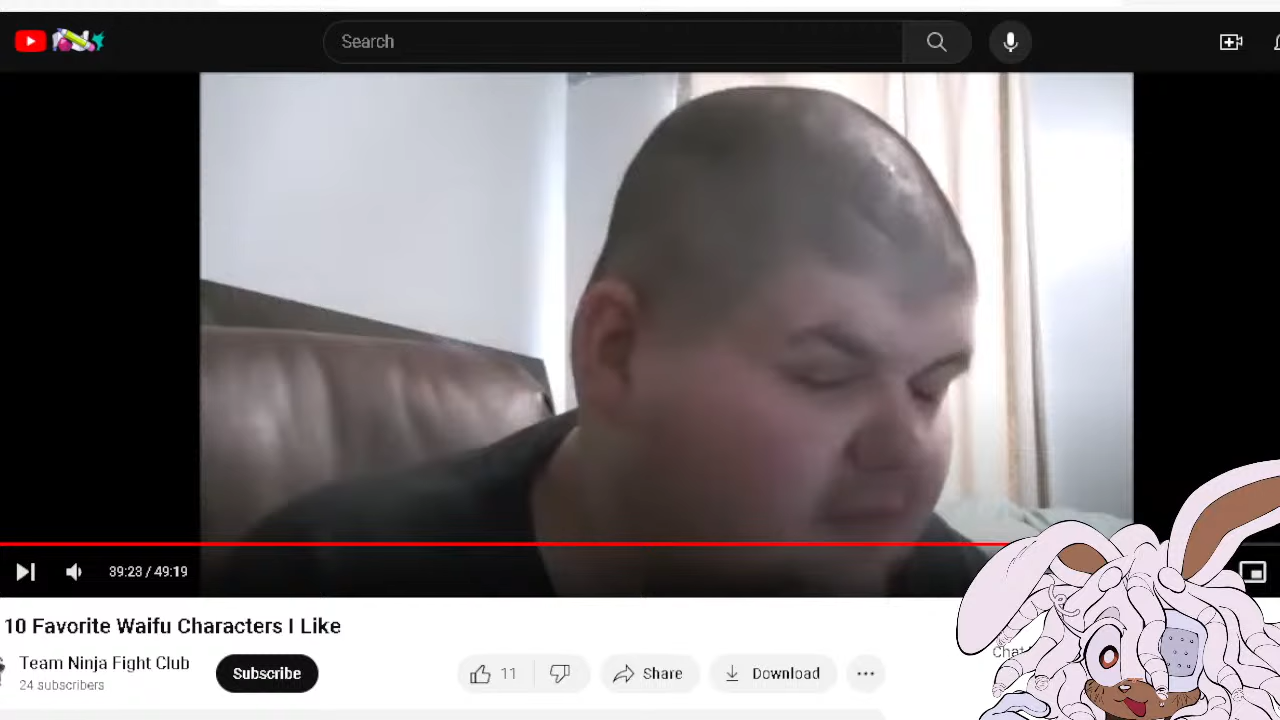 Search
39:23 / 49:19
10 Favorite Waifu Characters I Like
Team Ninja Fight Club
24 subscribers
Subscribe
11
Share
Download
Chat